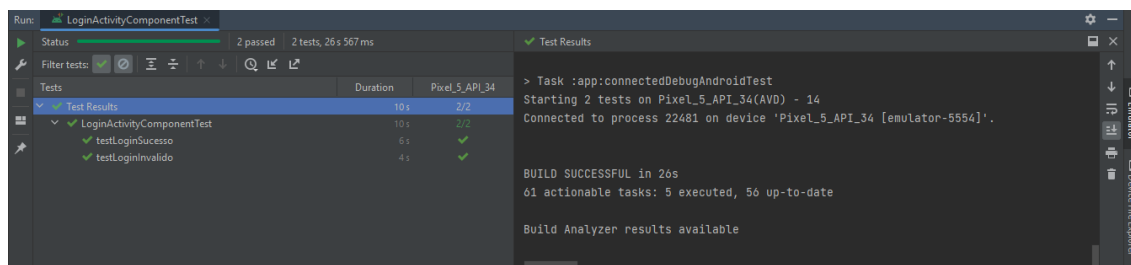 Run: LoginActivityComponentTest
Status 2 passed 2 tests, 26 s 567 ms
Filter tests:
Tests Duration Pixel_5_API_34
Test Results 10 s 2/2
LoginActivityComponentTest 10 s 2/2
testLoginSucesso 6 s
testLoginInvalido 4 s
Test Results
> Task :app:connectedDebugAndroidTest
Starting 2 tests on Pixel_5_API_34(AVD) - 14
Connected to process 22481 on device 'Pixel_5_API_34 [emulator-5554]'.
BUILD SUCCESSFUL in 26s
61 actionable tasks: 5 executed, 56 up-to-date
Build Analyzer results available